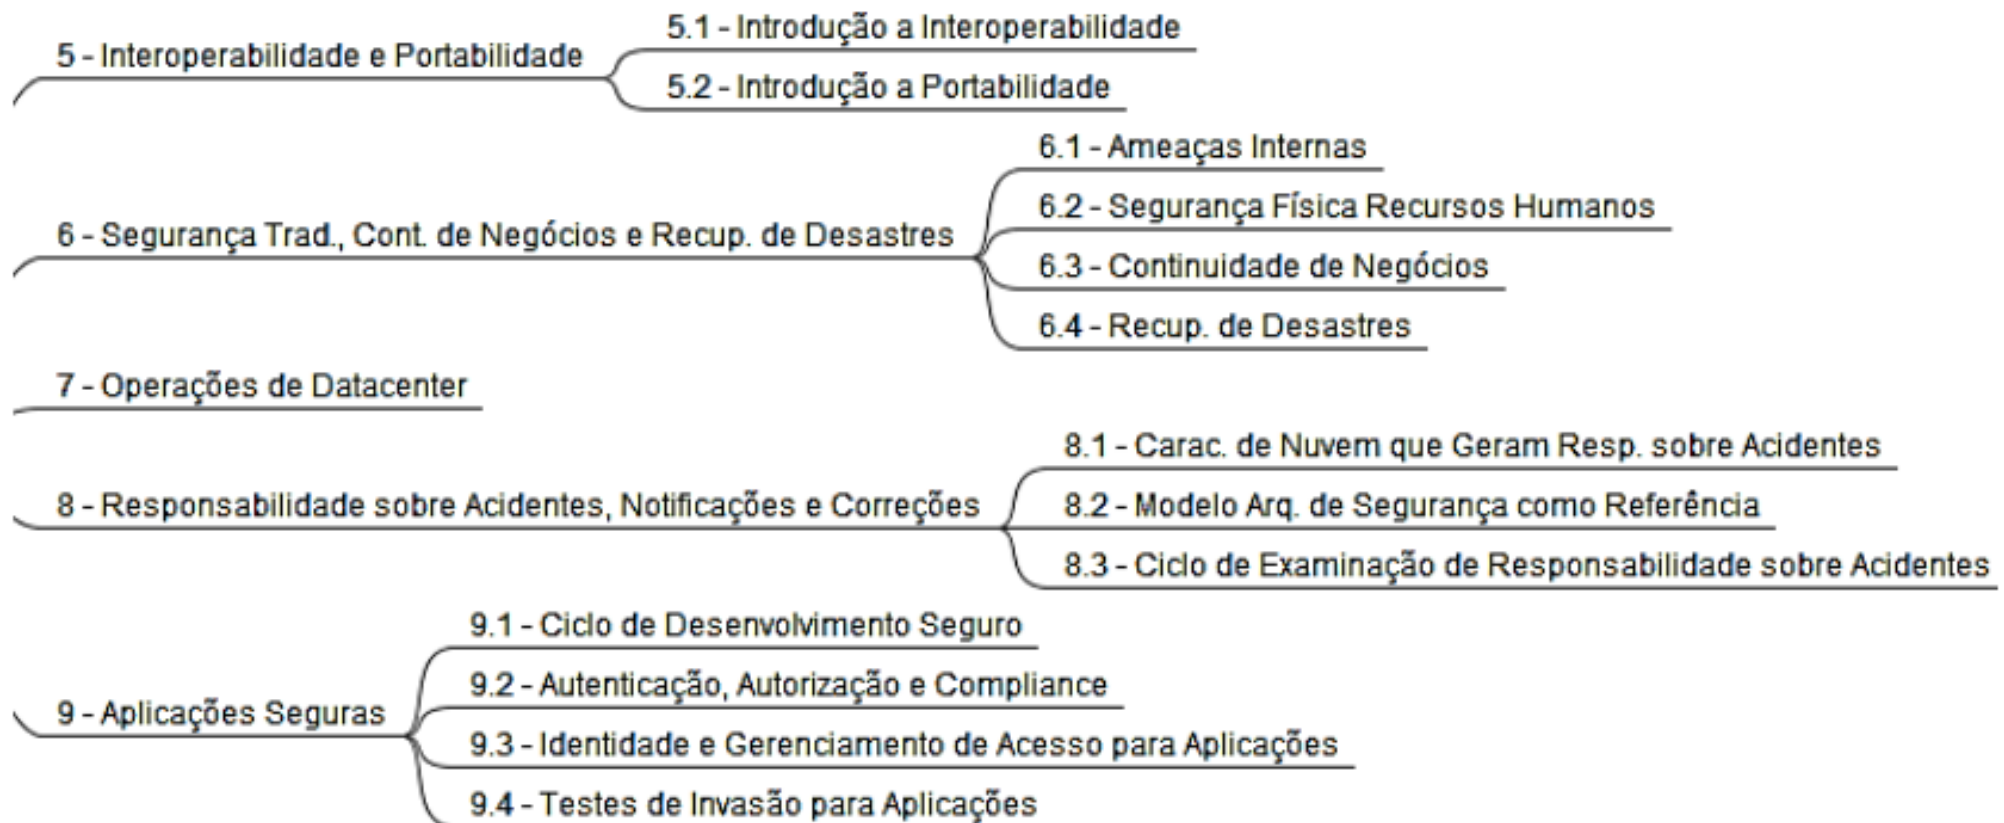 5 - Interoperabilidade e Portabilidade
5.1 - Introdução a Interoperabilidade
5.2 - Introdução a Portabilidade
6 - Segurança Trad., Cont. de Negócios e Recup. de Desastres
6.1 - Ameaças Internas
6.2 - Segurança Física Recursos Humanos
6.3 - Continuidade de Negócios
6.4 - Recup. de Desastres
7 - Operações de Datacenter
8 - Responsabilidade sobre Acidentes, Notificações e Correções
8.1 - Carac. de Nuvem que Geram Resp. sobre Acidentes
8.2 - Modelo Arq. de Segurança como Referência
8.3 - Ciclo de Examinação de Responsabilidade sobre Acidentes
9 - Aplicações Seguras
9.1 - Ciclo de Desenvolvimento Seguro
9.2 - Autenticação, Autorização e Compliance
9.3 - Identidade e Gerenciamento de Acesso para Aplicações
9.4 - Testes de Invasão para Aplicações